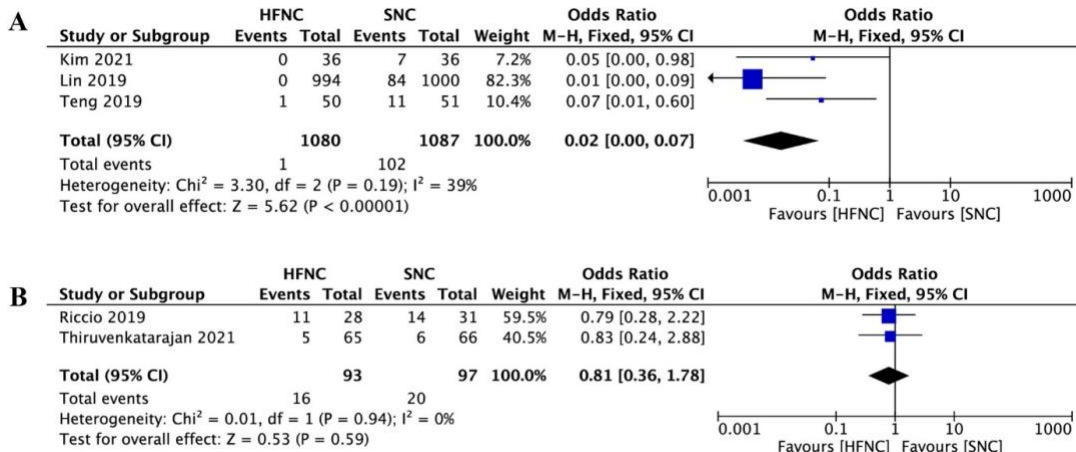 A
HFNC SNC Odds Ratio Odds Ratio
Study or Subgroup Events Total Events Total Weight M-H, Fixed, 95% CI M-H, Fixed, 95% CI
Kim 2021 0 36 7 36 7.2% 0.05 [0.00, 0.98]
Lin 2019 0 994 84 1000 82.3% 0.01 [0.00, 0.09]
Teng 2019 1 50 11 51 10.4% 0.07 [0.01, 0.60]
Total (95% CI) 1080 1087 100.0% 0.02 [0.00, 0.07]
Total events 1 102
Heterogeneity: Chi² = 3.30, df = 2 (P = 0.19); I² = 39%
Test for overall effect: Z = 5.62 (P < 0.00001)
0.001 0.1 1 10 1000
Favours [HFNC] Favours [SNC]
B
HFNC SNC Odds Ratio Odds Ratio
Study or Subgroup Events Total Events Total Weight M-H, Fixed, 95% CI M-H, Fixed, 95% CI
Riccio 2019 11 28 14 31 59.5% 0.79 [0.28, 2.22]
Thiruvenkatarajan 2021 5 65 6 66 40.5% 0.83 [0.24, 2.88]
Total (95% CI) 93 97 100.0% 0.81 [0.36, 1.78]
Total events 16 20
Heterogeneity: Chi² = 0.01, df = 1 (P = 0.94); I² = 0%
Test for overall effect: Z = 0.53 (P = 0.59)
0.001 0.1 1 10 1000
Favours [HFNC] Favours [SNC]